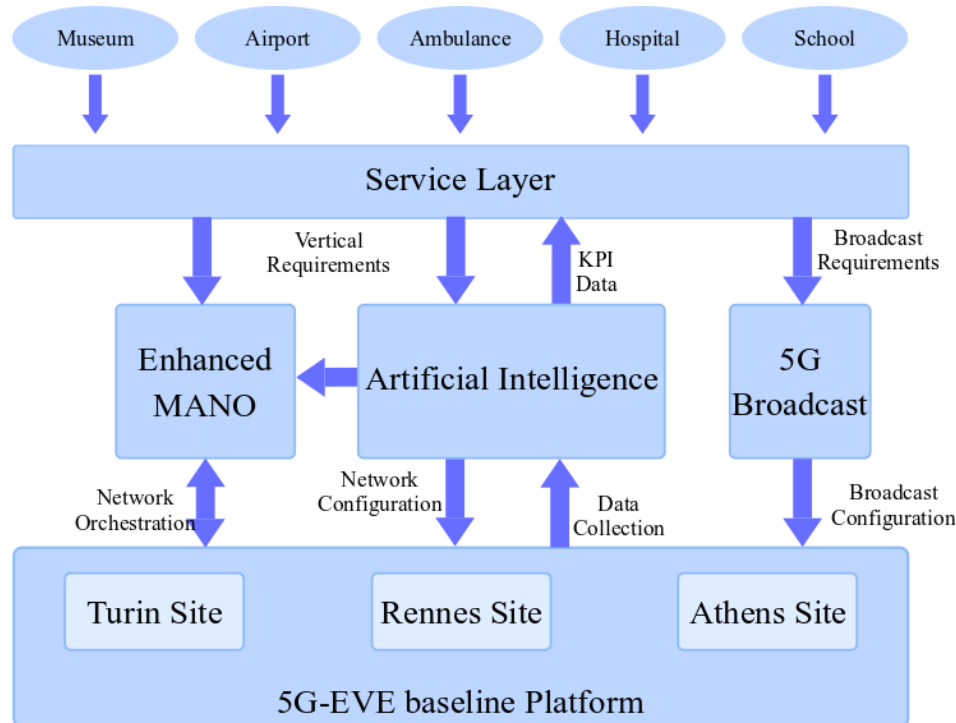 Museum
Airport
Ambulance
Hospital
School
Service Layer
Vertical
Requirements
KPI
Data
Broadcast
Requirements
Enhanced
MANO
Artificial Intelligence
5G
Broadcast
Network
Orchestration
Network
Configuration
Data
Collection
Broadcast
Configuration
Turin Site
Rennes Site
Athens Site
5G-EVE baseline Platform